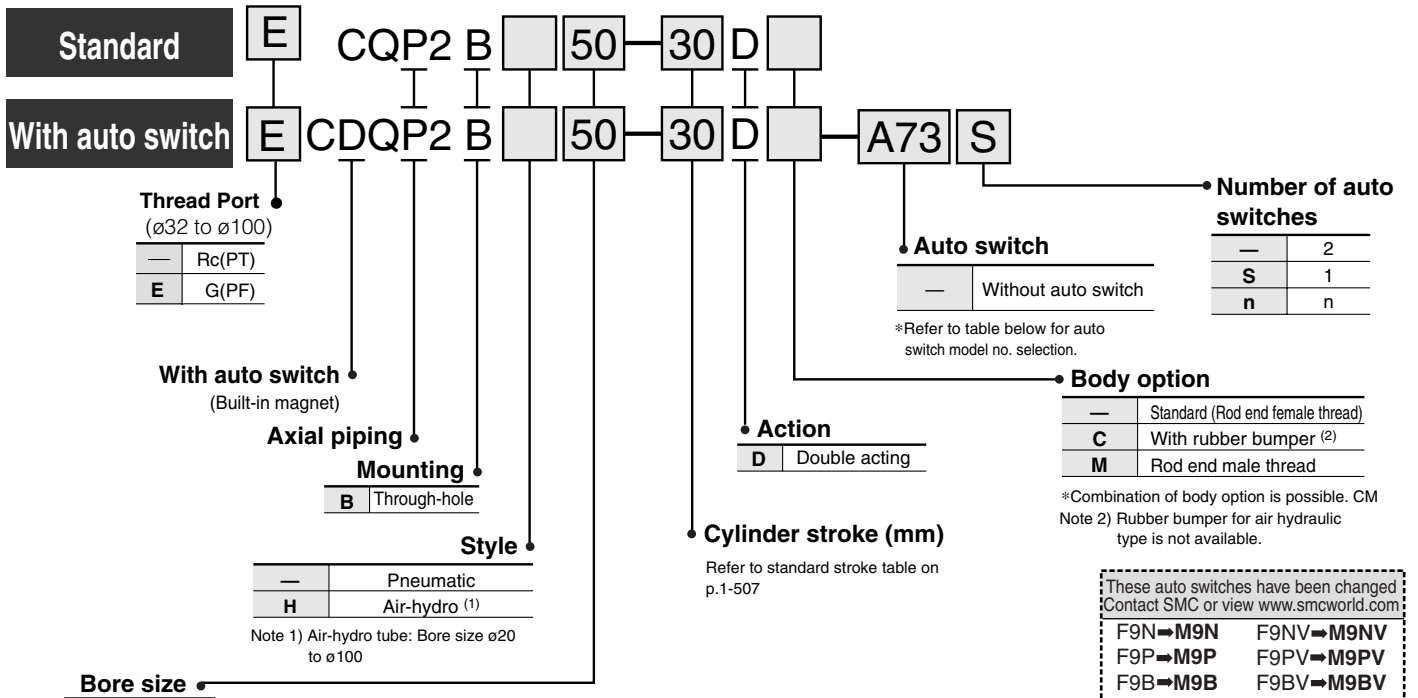 Standard
E CQP2 B 50-30 D
With auto switch
E CDQP2 B 50-30 D - A73 S
Thread Port
(ø32 to ø100)
— Rc(PT)
E G(PF)
With auto switch
(Built-in magnet)
Axial piping
Mounting
B Through-hole
Style
— Pneumatic
H Air-hydro (1)
Note 1) Air-hydro tube: Bore size ø20
to ø100
Bore size
Cylinder stroke (mm)
Refer to standard stroke table on
p.1-507
Action
D Double acting
Auto switch
— Without auto switch
*Refer to table below for auto
switch model no. selection.
Number of auto
switches
— 2
S 1
n n
Body option
— Standard (Rod end female thread)
C With rubber bumper (2)
M Rod end male thread
*Combination of body option is possible. CM
Note 2) Rubber bumper for air hydraulic
type is not available.
These auto switches have been changed
Contact SMC or view www.smcworld.com
F9N➡M9N F9NV➡M9NV
F9P➡M9P F9PV➡M9PV
F9B➡M9B F9BV➡M9BV